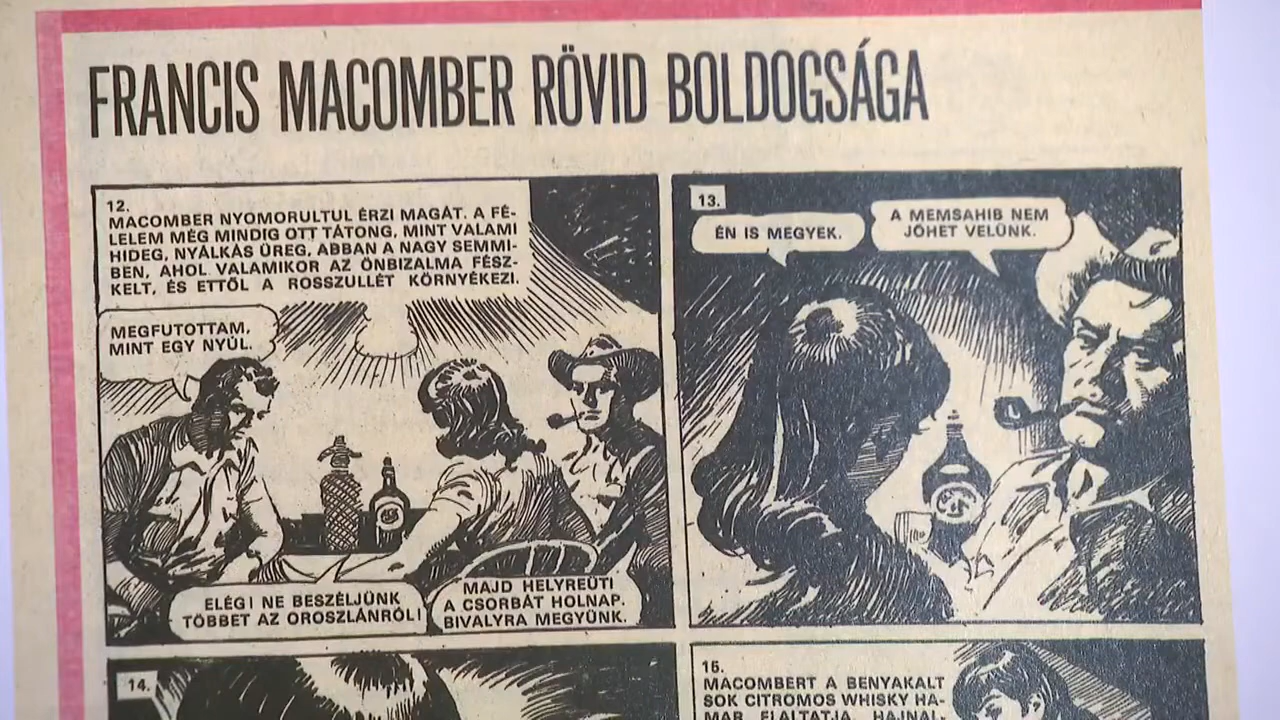 FRANCIS MACOMBER RÖVID BOLDOGSÁGA
12.
MACOMBER NYOMORULTUL ÉRZI MAGÁT. A FÉ-
LELEM MÉG MINDIG OTT TÁTONG, MINT VALAMI
HIDEG, NYÁLKÁS ÜREG, ABBAN A NAGY SEMMI-
BEN, AHOL VALAMIKOR AZ ÖNBIZALMA FÉSZ-
KELT, ÉS ETTŐL A ROSSZULLÉT KÖRNYÉKEZI.
MEGFUTOTTAM,
MINT EGY NYÚL.
ELÉG! NE BESZÉLJÜNK
TÖBBET AZ OROSZLÁNRÓL!
MAJD HELYREÜTI
A CSORBÁT HOLNAP.
BIVALYRA MEGYÜNK.
13.
ÉN IS MEGYEK.
A MEMSAHIB NEM
JÖHET VELÜNK.
14.
15.
MACOMBERT A BENYAKALT
SOK CITROMOS WHISKY HA-
MAR ELALTATJA. HAJNAL-